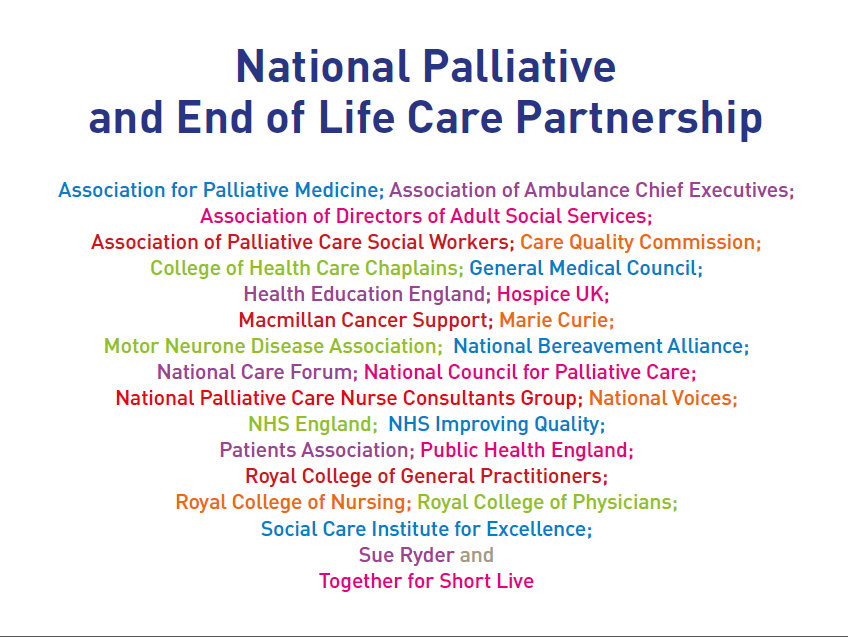 National Palliative
and End of Life Care Partnership
Association for Palliative Medicine; Association of Ambulance Chief Executives;
Association of Directors of Adult Social Services;
Association of Palliative Care Social Workers; Care Quality Commission;
College of Health Care Chaplains; General Medical Council;
Health Education England; Hospice UK;
Macmillan Cancer Support; Marie Curie;
Motor Neurone Disease Association; National Bereavement Alliance;
National Care Forum; National Council for Palliative Care;
National Palliative Care Nurse Consultants Group; National Voices;
NHS England; NHS Improving Quality;
Patients Association; Public Health England;
Royal College of General Practitioners;
Royal College of Nursing; Royal College of Physicians;
Social Care Institute for Excellence;
Sue Ryder and
Together for Short Live